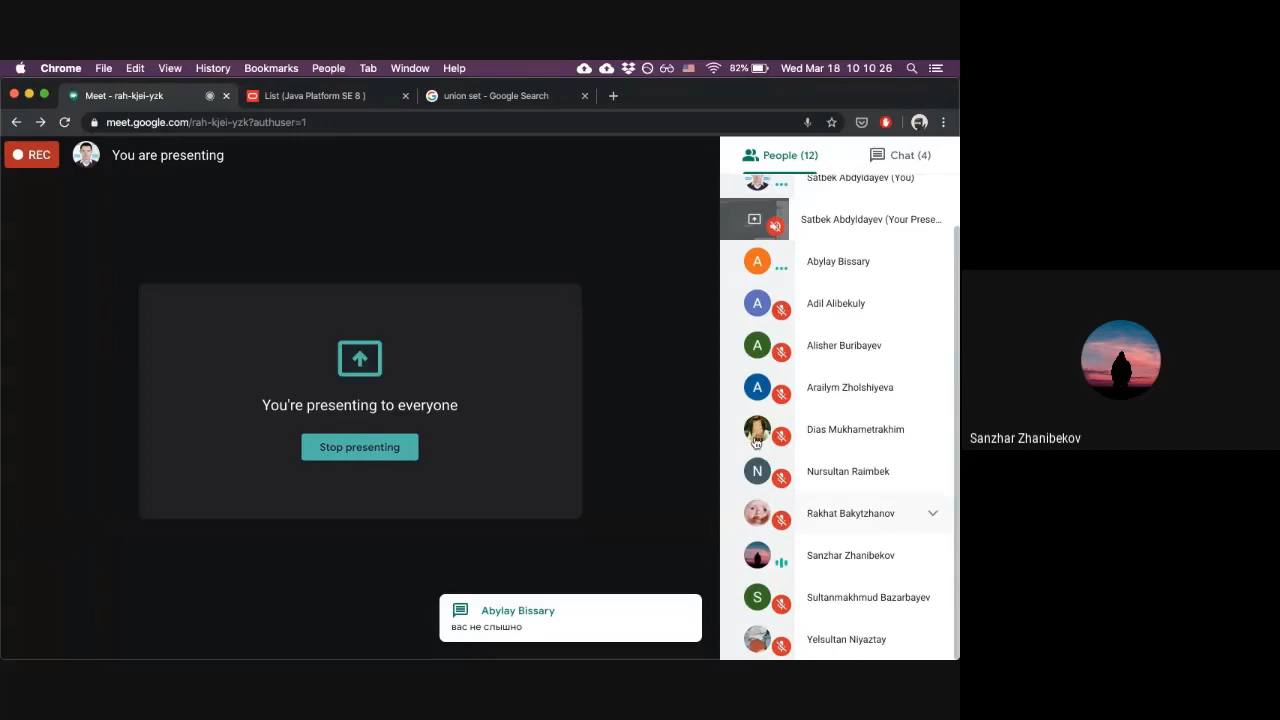 Chrome File Edit View History Bookmarks People Tab Window Help 82% Wed Mar 18 10 10 26
Meet - rah-kjei-yzk List (Java Platform SE 8 ) union set - Google Search
meet.google.com/rah-kjei-yzk?authuser=1
REC You are presenting
People (12) Chat (4)
Satbek Abdyldayev (You)
Satbek Abdyldayev (Your Prese...
A Abylay Bissary
A Adil Alibekuly
A Alisher Buribayev
A Arailym Zholshiyeva
Dias Mukhametrakhim
N Nursultan Raimbek
Rakhat Bakytzhanov
Sanzhar Zhanibekov
S Sultanmakhmud Bazarbayev
Yelsultan Niyaztay
You're presenting to everyone
Stop presenting
Abylay Bissary
вас не слышно
Sanzhar Zhanibekov